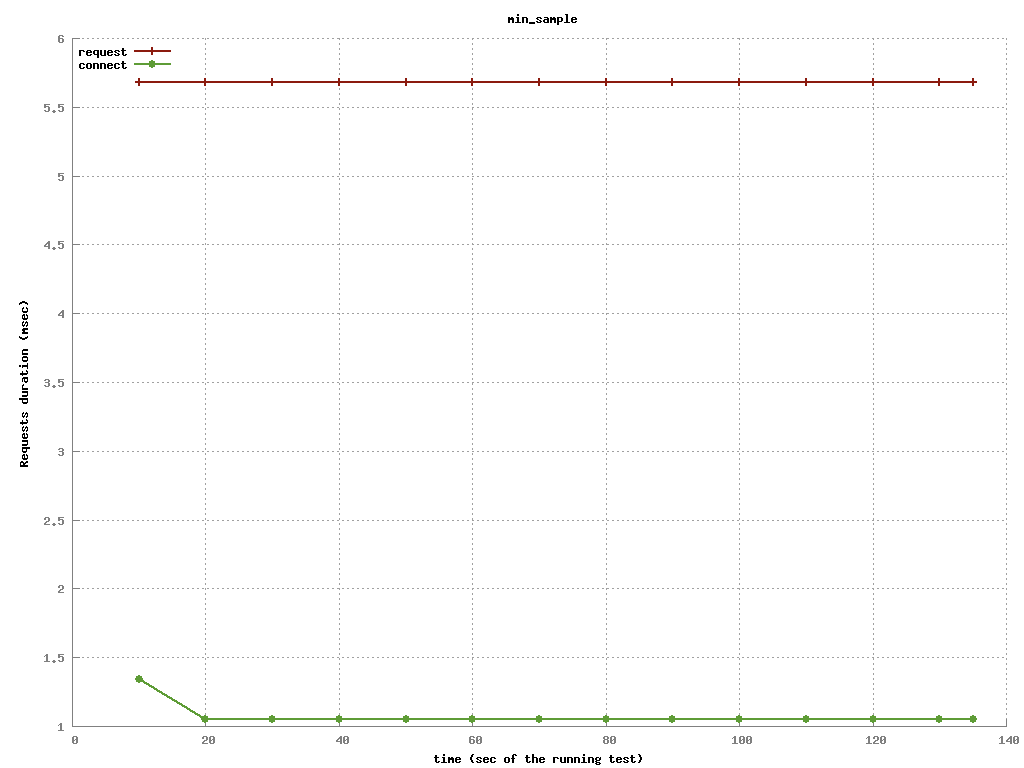 min_sample
request
connect
6
5.5
5
4.5
4
3.5
3
2.5
2
1.5
1
0 20 40 60 80 100 120 140
Requests duration (msec)
time (sec of the running test)